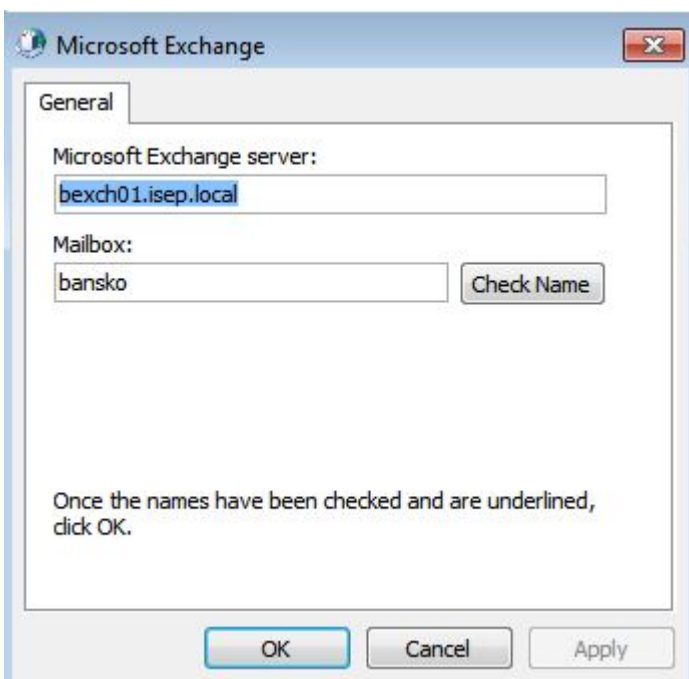 Microsoft Exchange
General
Microsoft Exchange server:
bexch01.isep.local
Mailbox:
bansko
Check Name
Once the names have been checked and are underlined,
click OK.
OK
Cancel
Apply